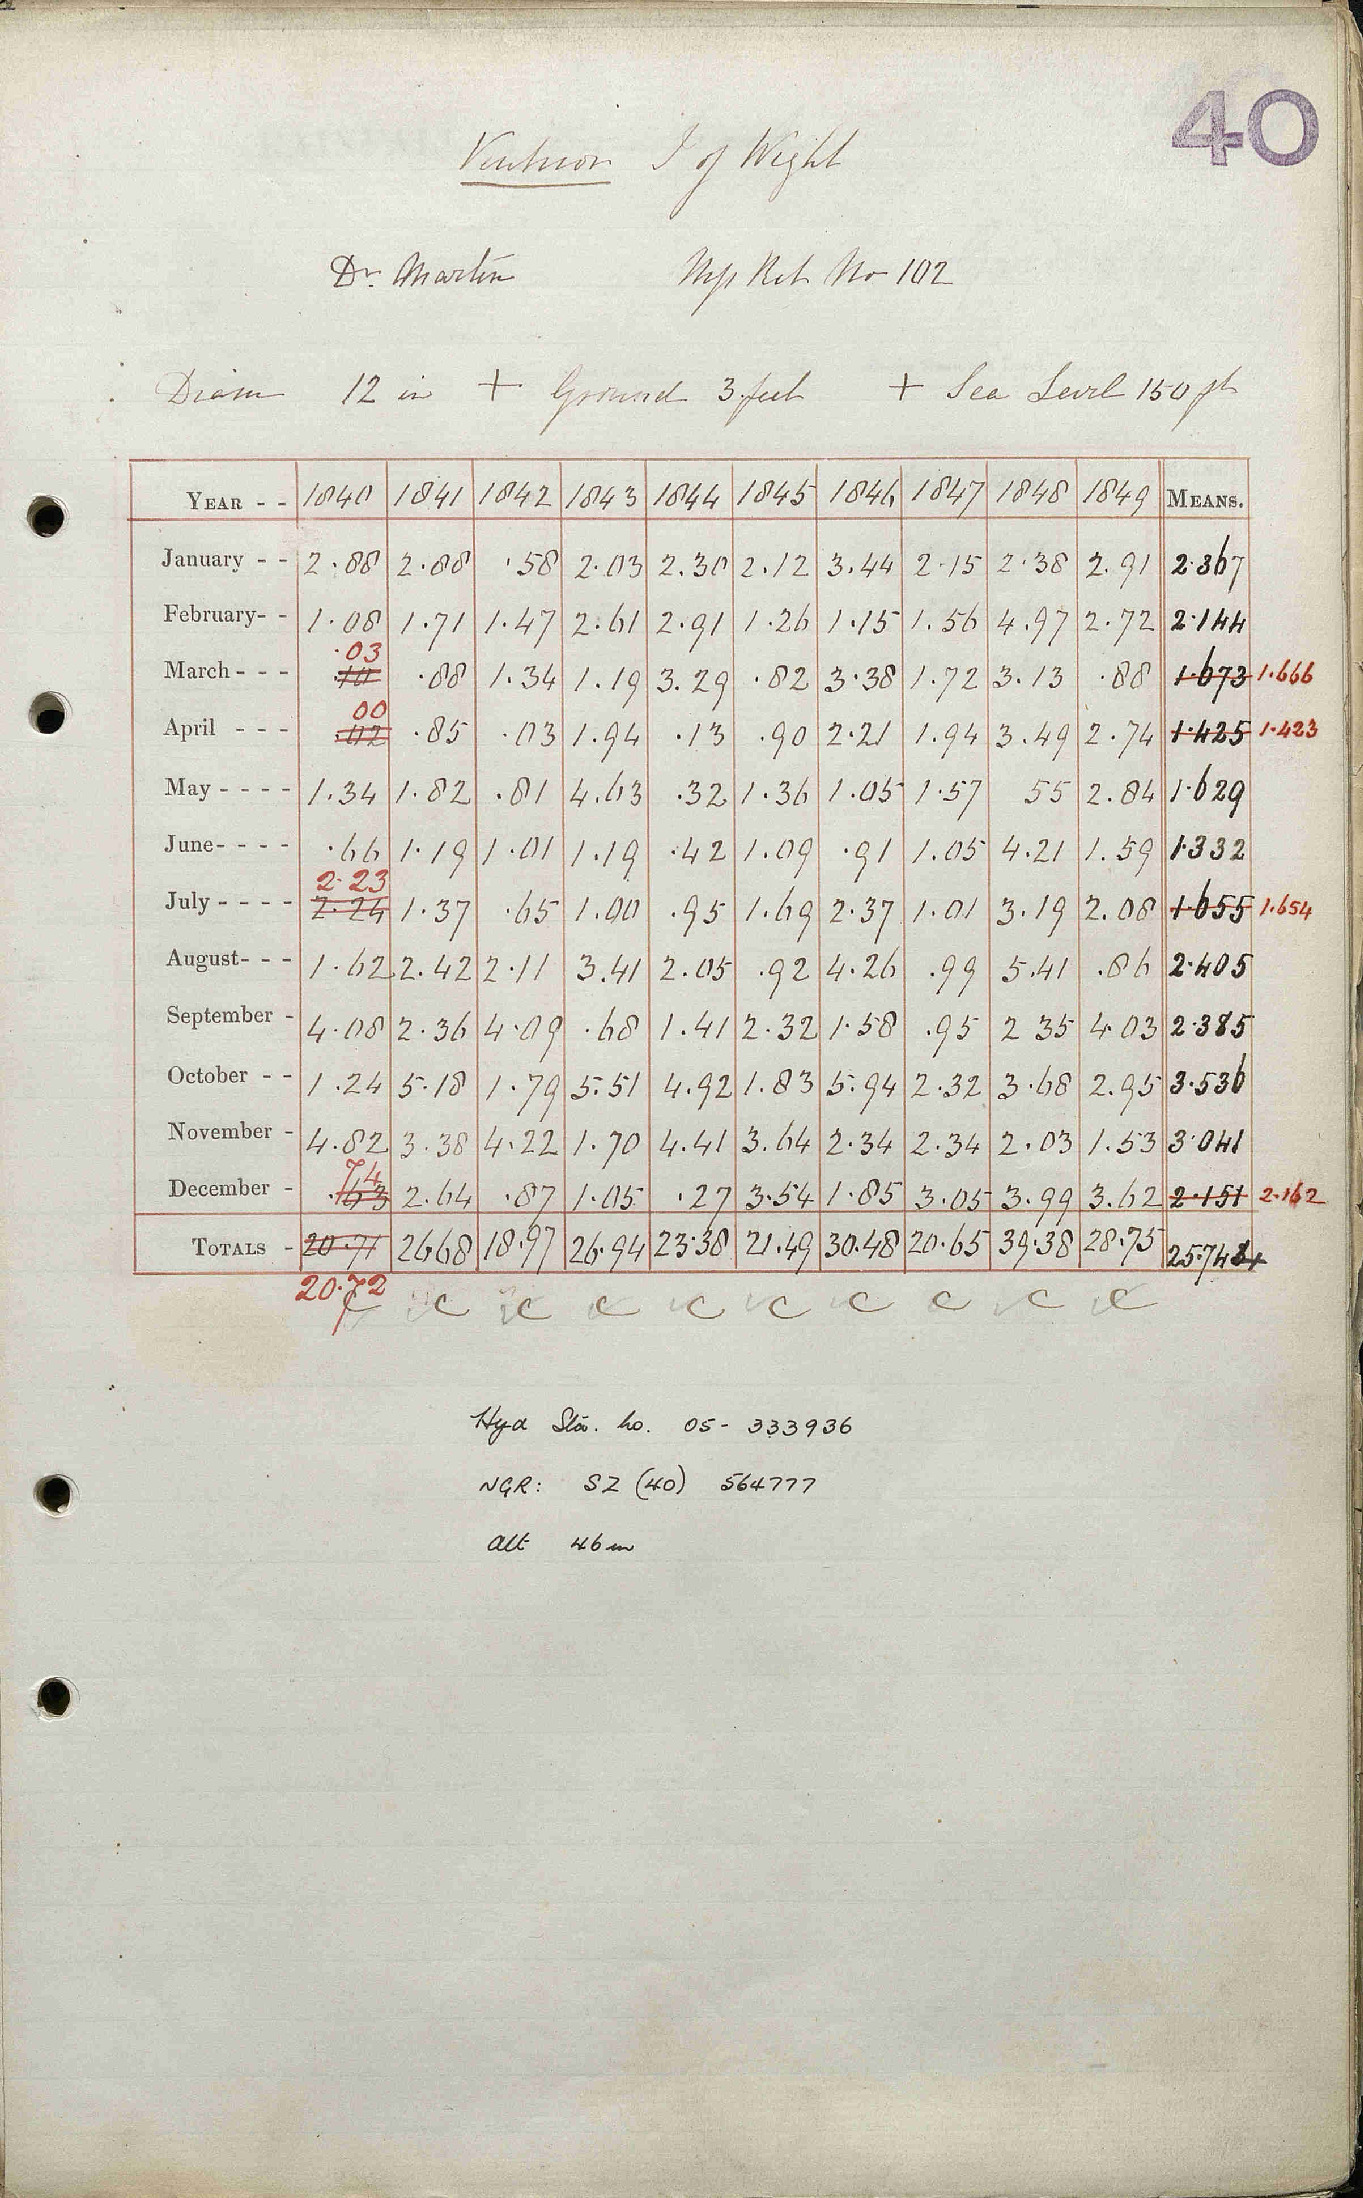 40
Ventnor I of Wight
Dr. Martin Mss Ret No 102
Diam 12 in + Ground 3 feet + Sea Level 150 ft
YEAR - - 1840 1841 1842 1843 1844 1845 1846 1847 1848 1849 MEANS.
January - - 2.88 2.88 .58 2.03 2.30 2.12 3.44 2.15 2.38 2.91 2.367
February- - 1.08 1.71 1.47 2.61 2.91 1.26 1.15 1.56 4.97 2.72 2.144
.03
March - - - .10 .88 1.34 1.19 3.29 .82 3.38 1.72 3.13 .88 1.673 1.666
00
April - - - .02 .85 .03 1.94 .13 .90 2.21 1.94 3.49 2.74 1.425 1.423
May - - - - 1.34 1.82 .81 4.63 .32 1.36 1.05 1.57 55 2.84 1.629
June- - - - .66 1.19 1.01 1.19 .42 1.09 .91 1.05 4.21 1.59 1.332
2.23
July - - - - 2.24 1.37 .65 1.00 .95 1.69 2.37 1.01 3.19 2.08 1.655 1.654
August- - - 1.62 2.42 2.11 3.41 2.05 .92 4.26 .99 5.41 .86 2.405
September - 4.08 2.36 4.09 .68 1.41 2.32 1.58 .95 2 35 4 03 2.385
October - - 1.24 5.18 1.79 5.51 4.92 1.83 5.94 2.32 3.68 2.95 3.536
November - 4.82 3.38 4.22 1.70 4.41 3.64 2.34 2.34 2.03 1.53 3.041
74
December - .63 2.64 .87 1.05 .27 3.54 1.85 3.05 3.99 3.62 2.151 2.162
TOTALS - 20.71 26.68 18.97 26.94 23.38 21.49 30.48 20.65 39.38 28.75 25.74
20.72
C C C C C C C C C C
Hyd Sta. No. 05 - 333936
NGR: SZ (40) 564777
Alt 46 m